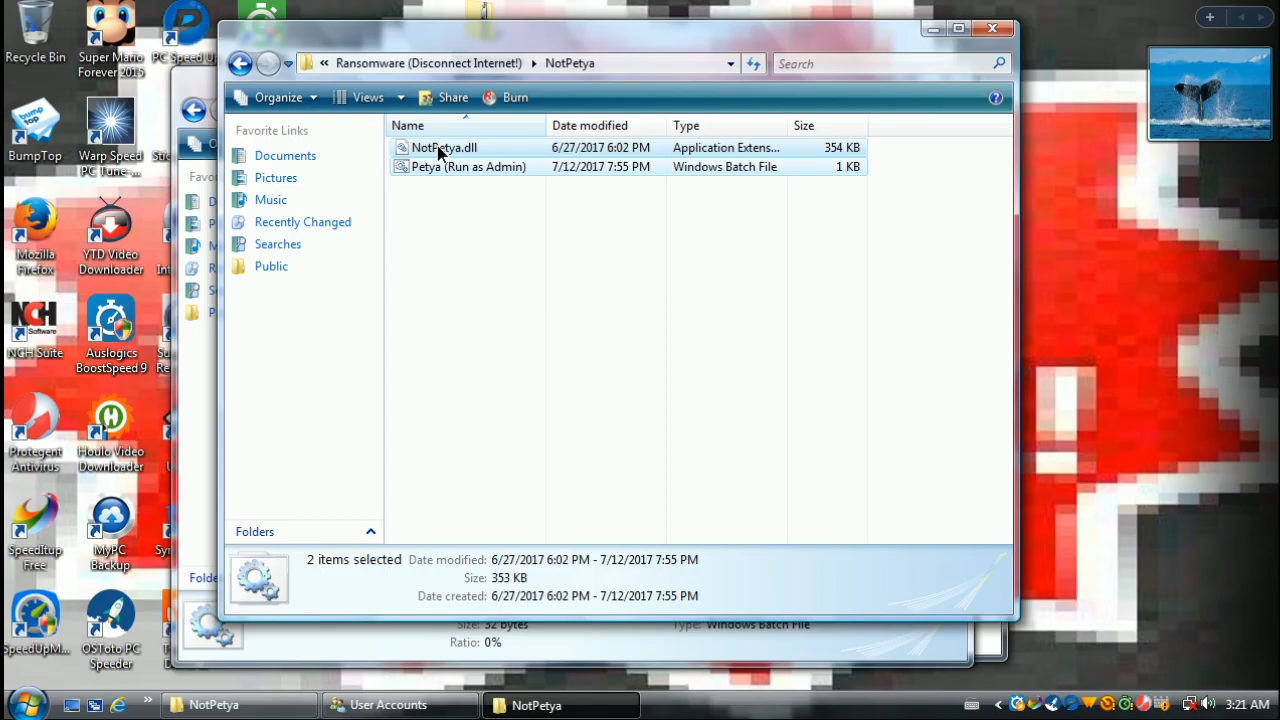 Recycle Bin
Super Mario
Forever 2015
BumpTop
Warp Speed
PC Tune-...
Mozilla
Firefox
YTD Video
Downloader
NCH
Software
NCH Suite
Auslogics
BoostSpeed 9
Protegent
Antivirus
Houlo Video
Downloader
SpeedItup
Free
MyPC
Backup
SpeedUpM...
OSToto PC
Speeder
Ransomware (Disconnect Internet!)
NotPetya
Search
Organize
Views
Share
Burn
Favorite Links
Documents
Pictures
Music
Recently Changed
Searches
Public
Folders
Name
Date modified
Type
Size
NotPetya.dll
6/27/2017 6:02 PM
Application Extens...
354 KB
Petya (Run as Admin)
7/12/2017 7:55 PM
Windows Batch File
1 KB
2 items selected
Date modified: 6/27/2017 6:02 PM - 7/12/2017 7:55 PM
Size: 353 KB
Date created: 6/27/2017 6:02 PM - 7/12/2017 7:55 PM
Size: 32 bytes
Type: Windows Batch File
Ratio: 0%
NotPetya
User Accounts
NotPetya
3:21 AM